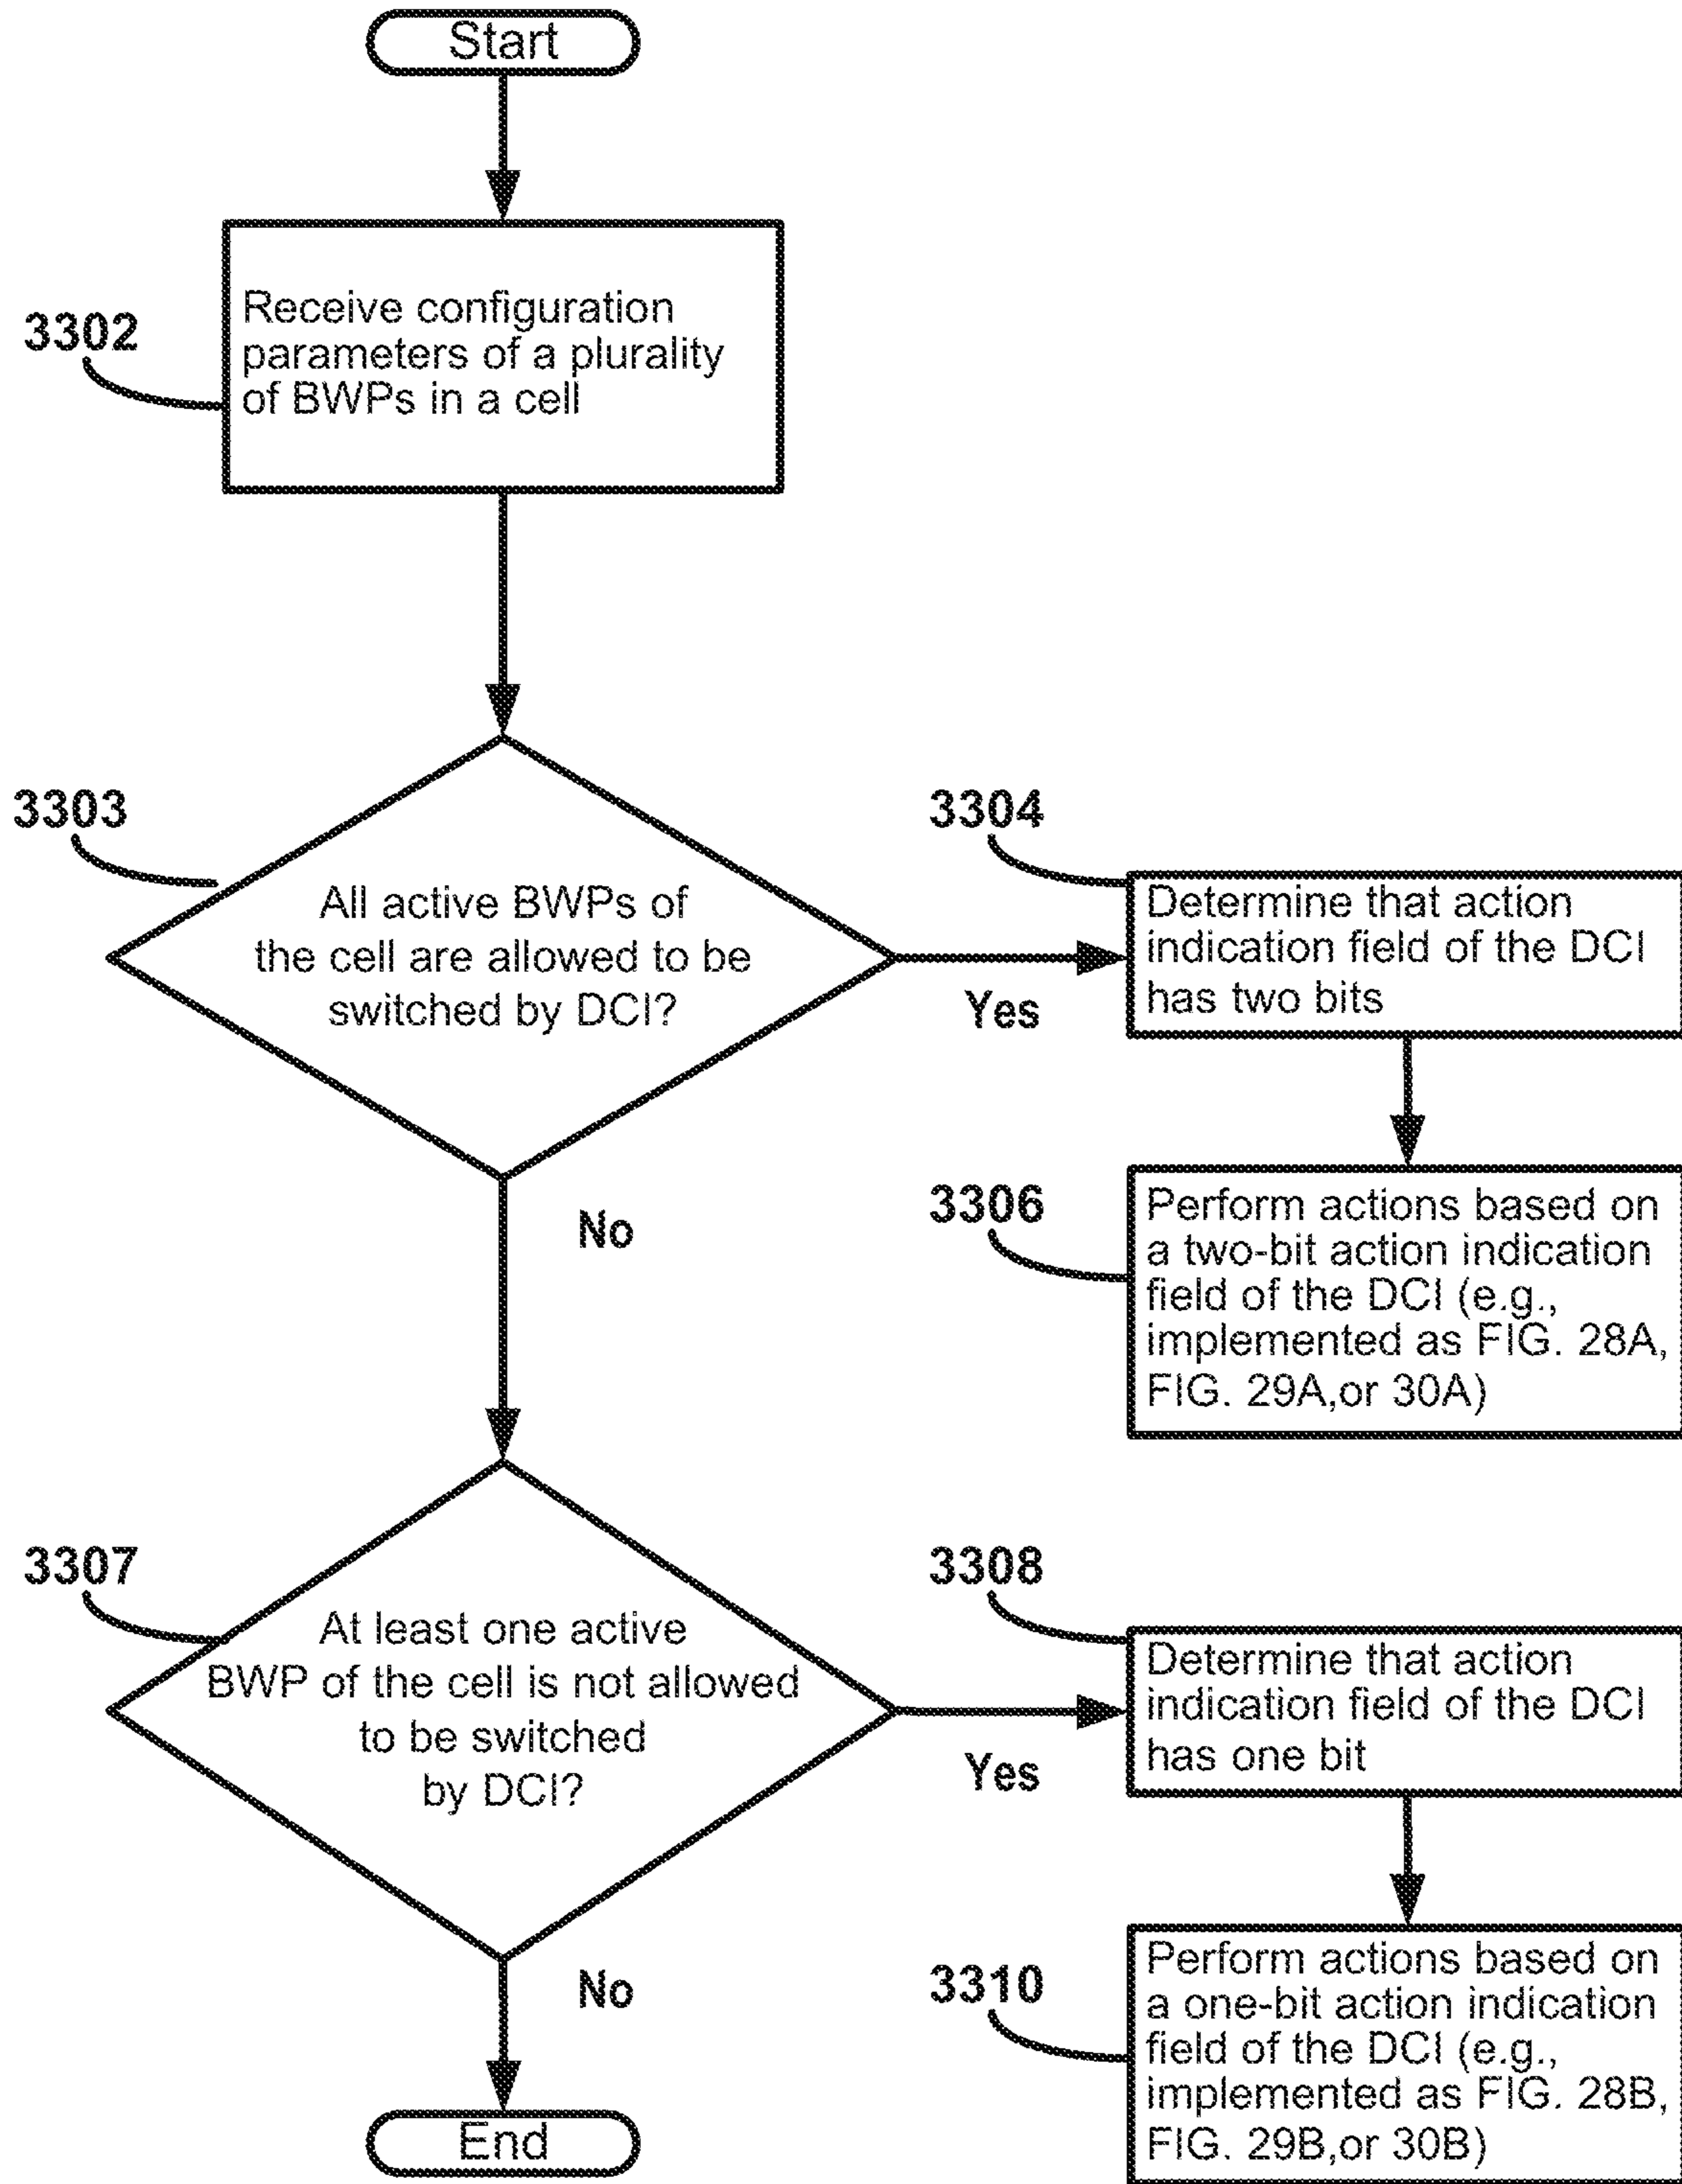 Start
3302
Receive configuration
parameters of a plurality
of BWPs in a cell
3303
All active BWPs of
the cell are allowed to be
switched by DCI?
Yes
No
3304
Determine that action
indication field of the DCI
has two bits
3306
Perform actions based on
a two-bit action indication
field of the DCI (e.g.,
implemented as FIG. 28A,
FIG. 29A,or 30A)
3307
At least one active
BWP of the cell is not allowed
to be switched
by DCI?
Yes
No
3308
Determine that action
indication field of the DCI
has one bit
3310
Perform actions based on
a one-bit action indication
field of the DCI (e.g.,
implemented as FIG. 28B,
FIG. 29B,or 30B)
End